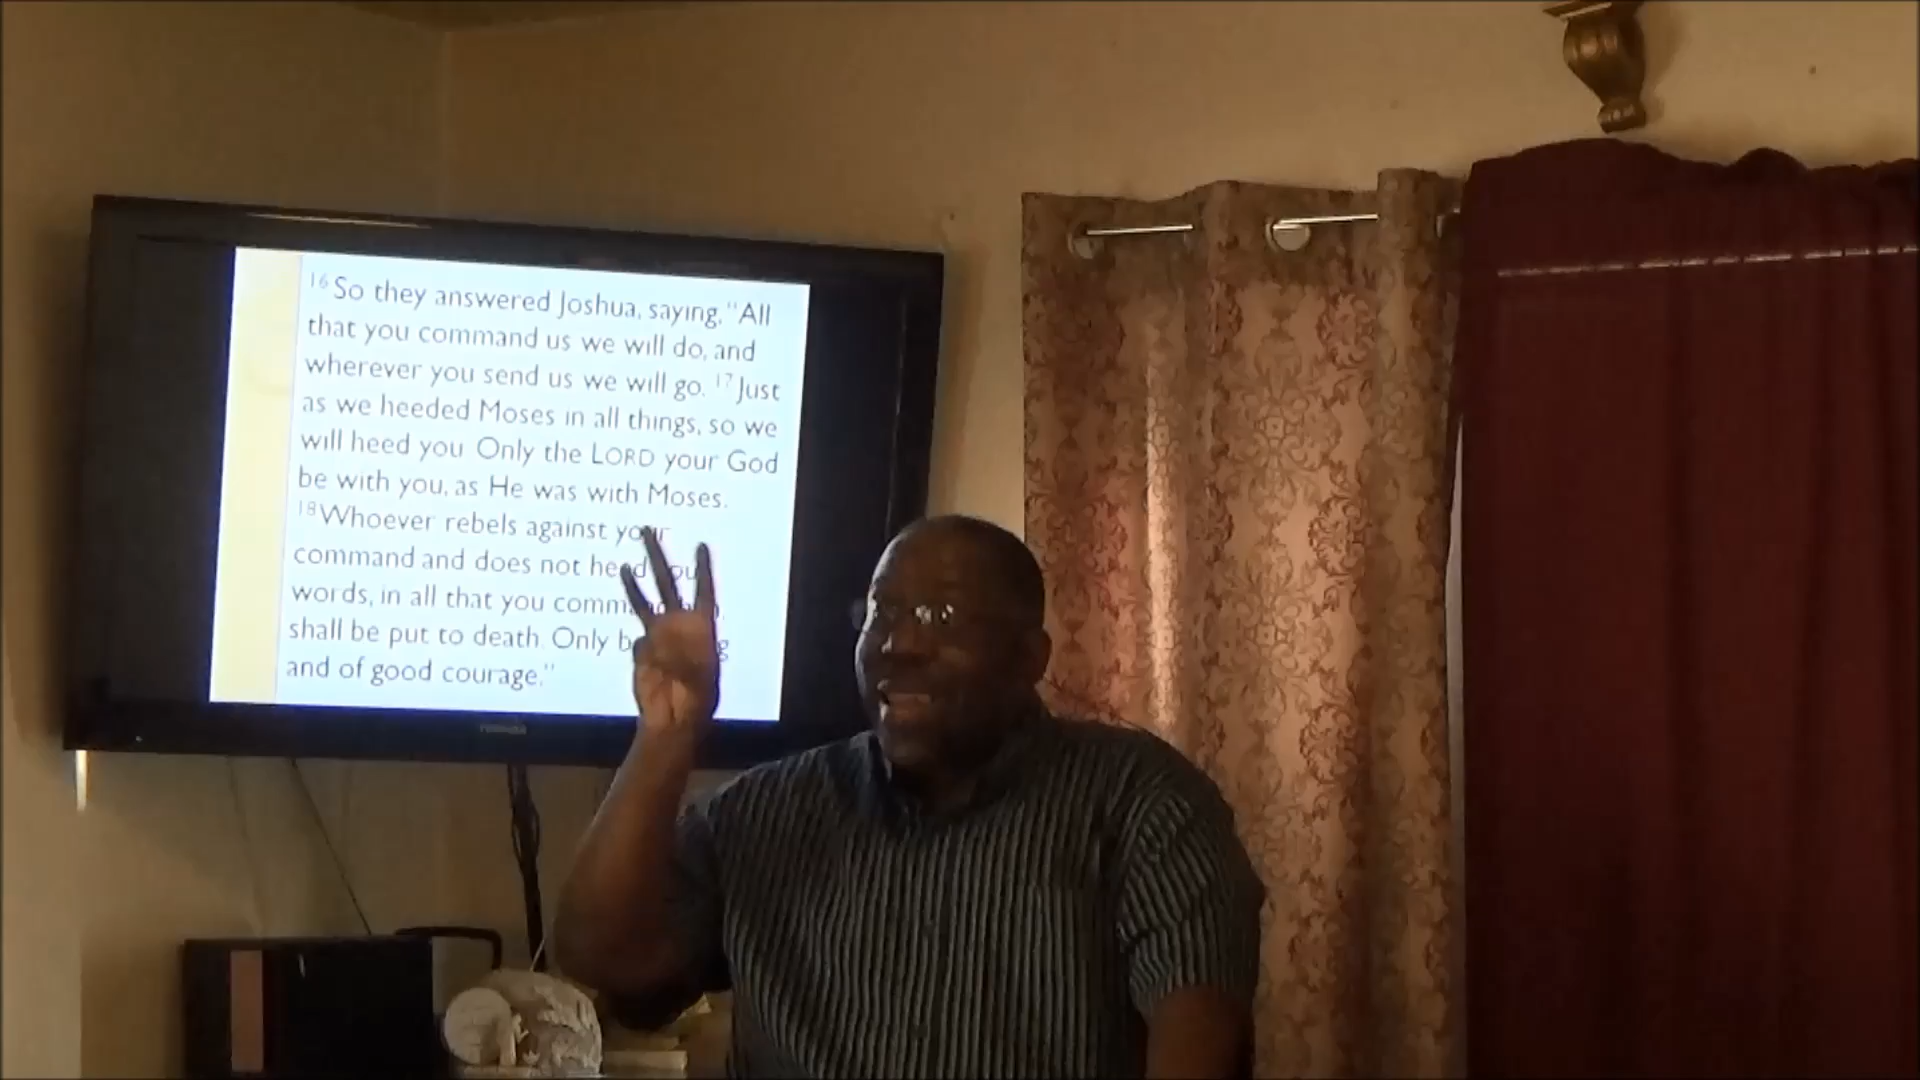 16 So they answered Joshua, saying, "All
that you command us we will do, and
wherever you send us we will go. 17 Just
as we heeded Moses in all things, so we
will heed you. Only the LORD your God
be with you, as He was with Moses.
18 Whoever rebels against your
command and does not heed
words, in all that you
shall be put to death. Only
and of good courage."
TOSHIBA